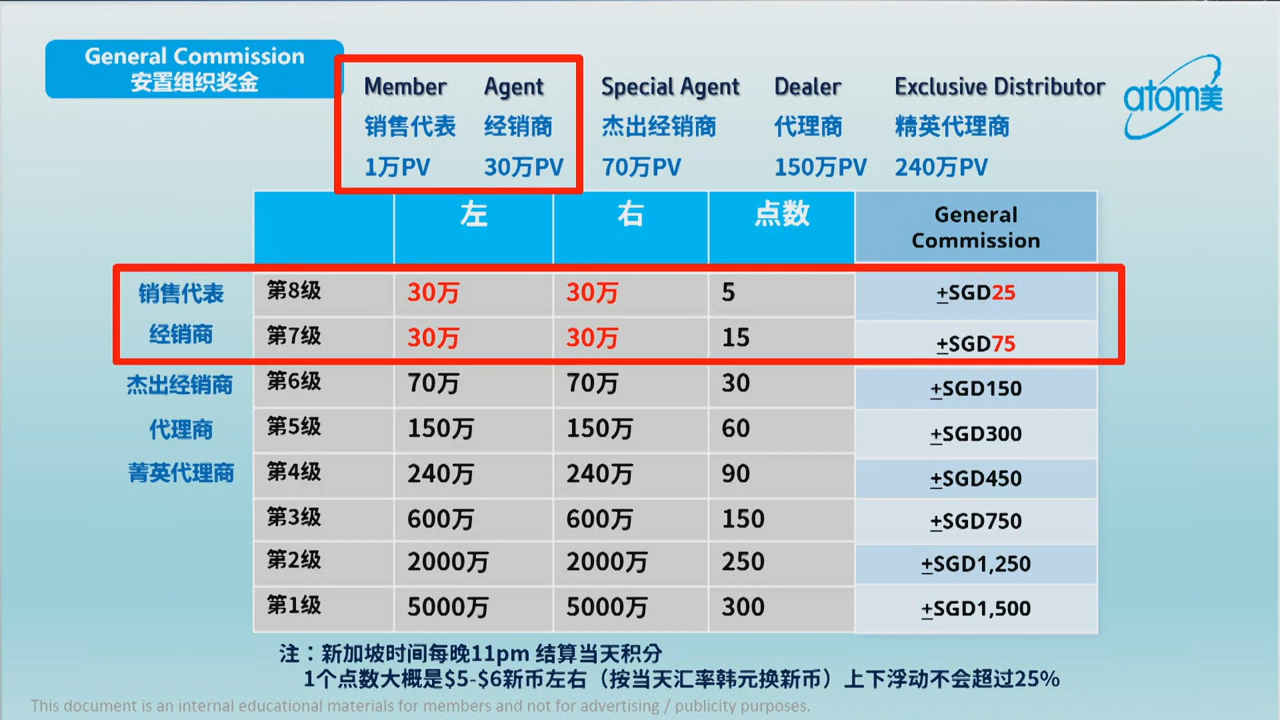 General Commission
安置组织奖金
Member Agent Special Agent Dealer Exclusive Distributor
销售代表 经销商 杰出经销商 代理商 精英代理商
1万PV 30万PV 70万PV 150万PV 240万PV
atom美
左 右 点数 General Commission
销售代表 第8级 30万 30万 5 +SGD25
经销商 第7级 30万 30万 15 +SGD75
杰出经销商 第6级 70万 70万 30 +SGD150
代理商 第5级 150万 150万 60 +SGD300
菁英代理商 第4级 240万 240万 90 +SGD450
第3级 600万 600万 150 +SGD750
第2级 2000万 2000万 250 +SGD1,250
第1级 5000万 5000万 300 +SGD1,500
注：新加坡时间每晚11pm 结算当天积分
1个点数大概是$5-$6新币左右（按当天汇率韩元换新币）上下浮动不会超过25%
This document is an internal educational materials for members and not for advertising / publicity purposes.